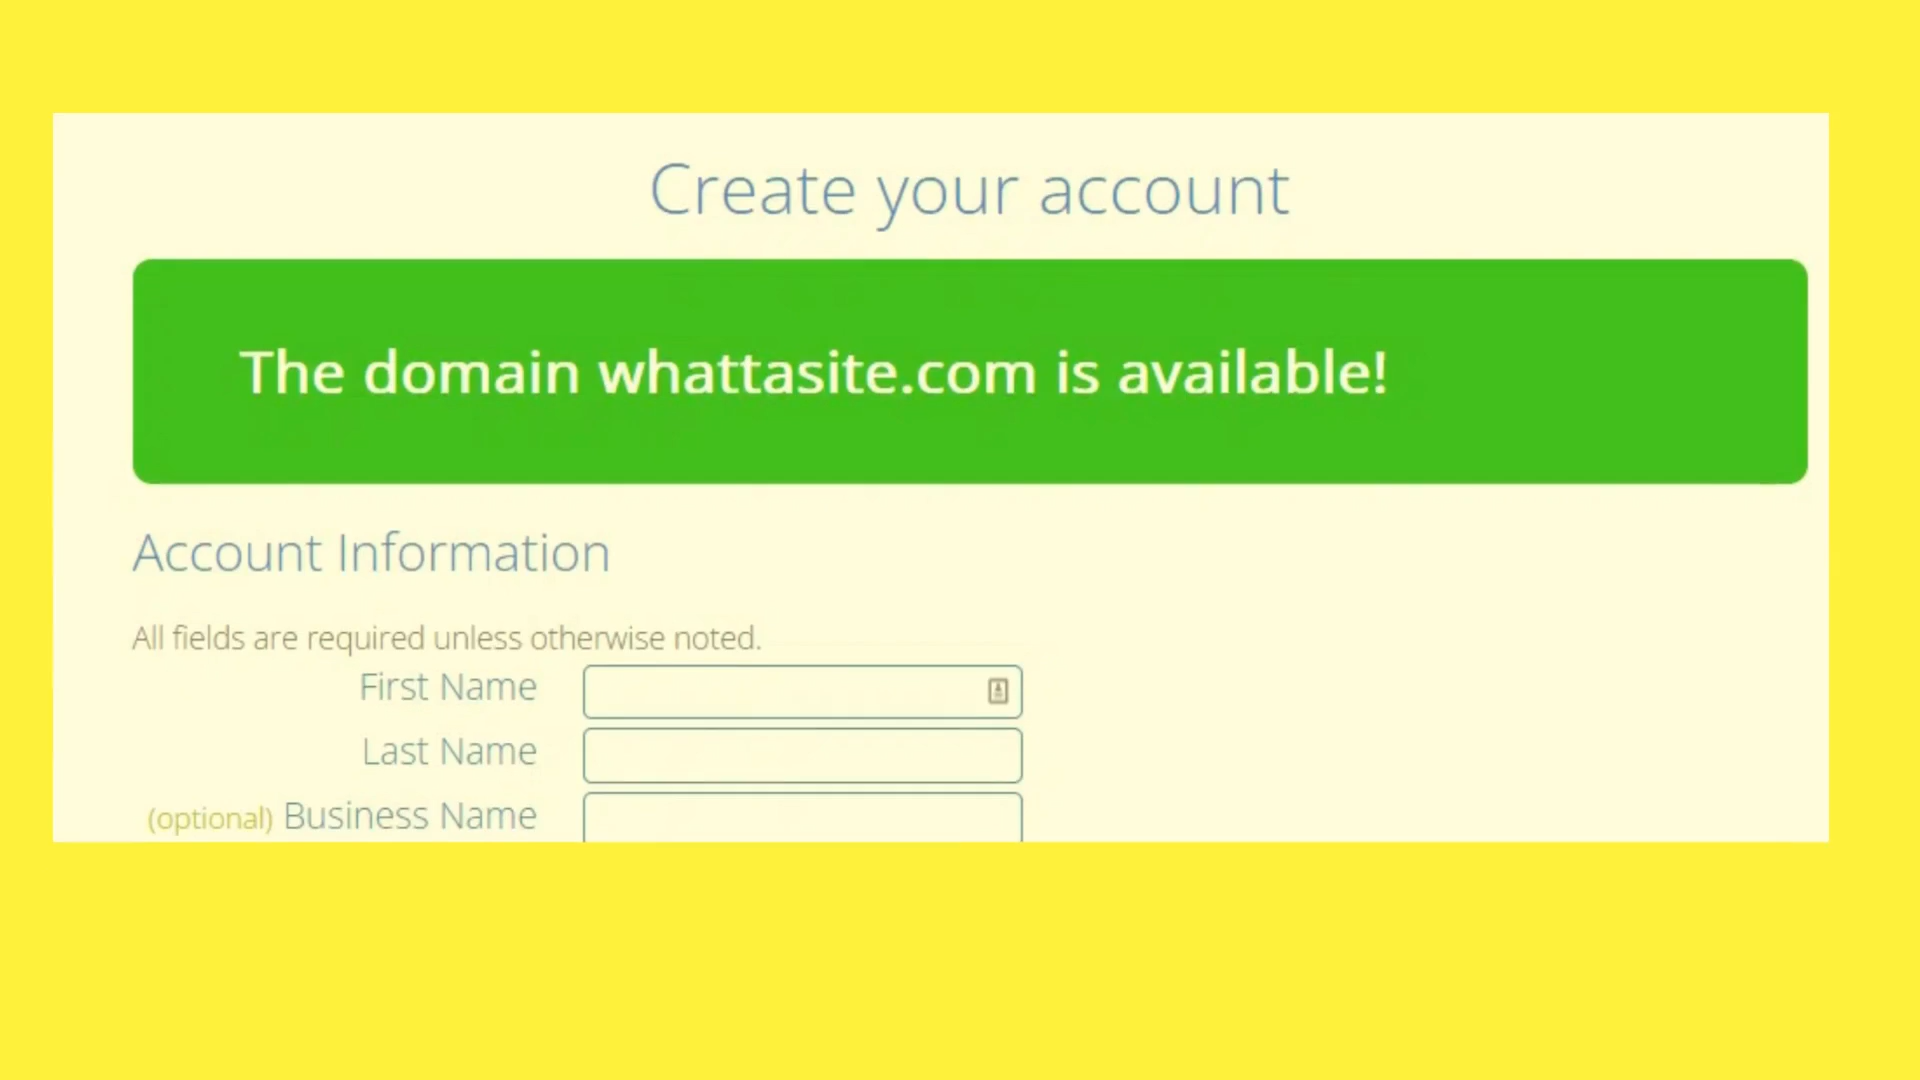 Create your account
The domain whattasite.com is available!
Account Information
All fields are required unless otherwise noted.
First Name
Last Name
(optional) Business Name